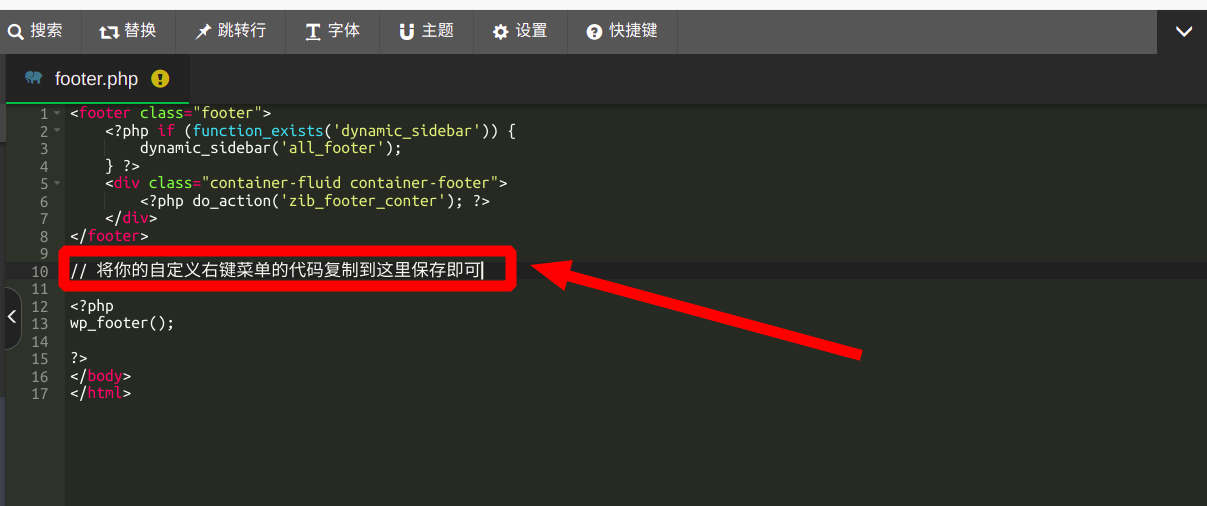 搜索 替换 跳转行 字体 主题 设置 快捷键
footer.php
1 <footer class="footer">
2 <?php if (function_exists('dynamic_sidebar')) {
3 dynamic_sidebar('all_footer');
4 } ?>
5 <div class="container-fluid container-footer">
6 <?php do_action('zib_footer_conter'); ?>
7 </div>
8 </footer>
9
10 // 将你的自定义右键菜单的代码复制到这里保存即可
11
12 <?php
13 wp_footer();
14
15 ?>
16 </body>
17 </html>